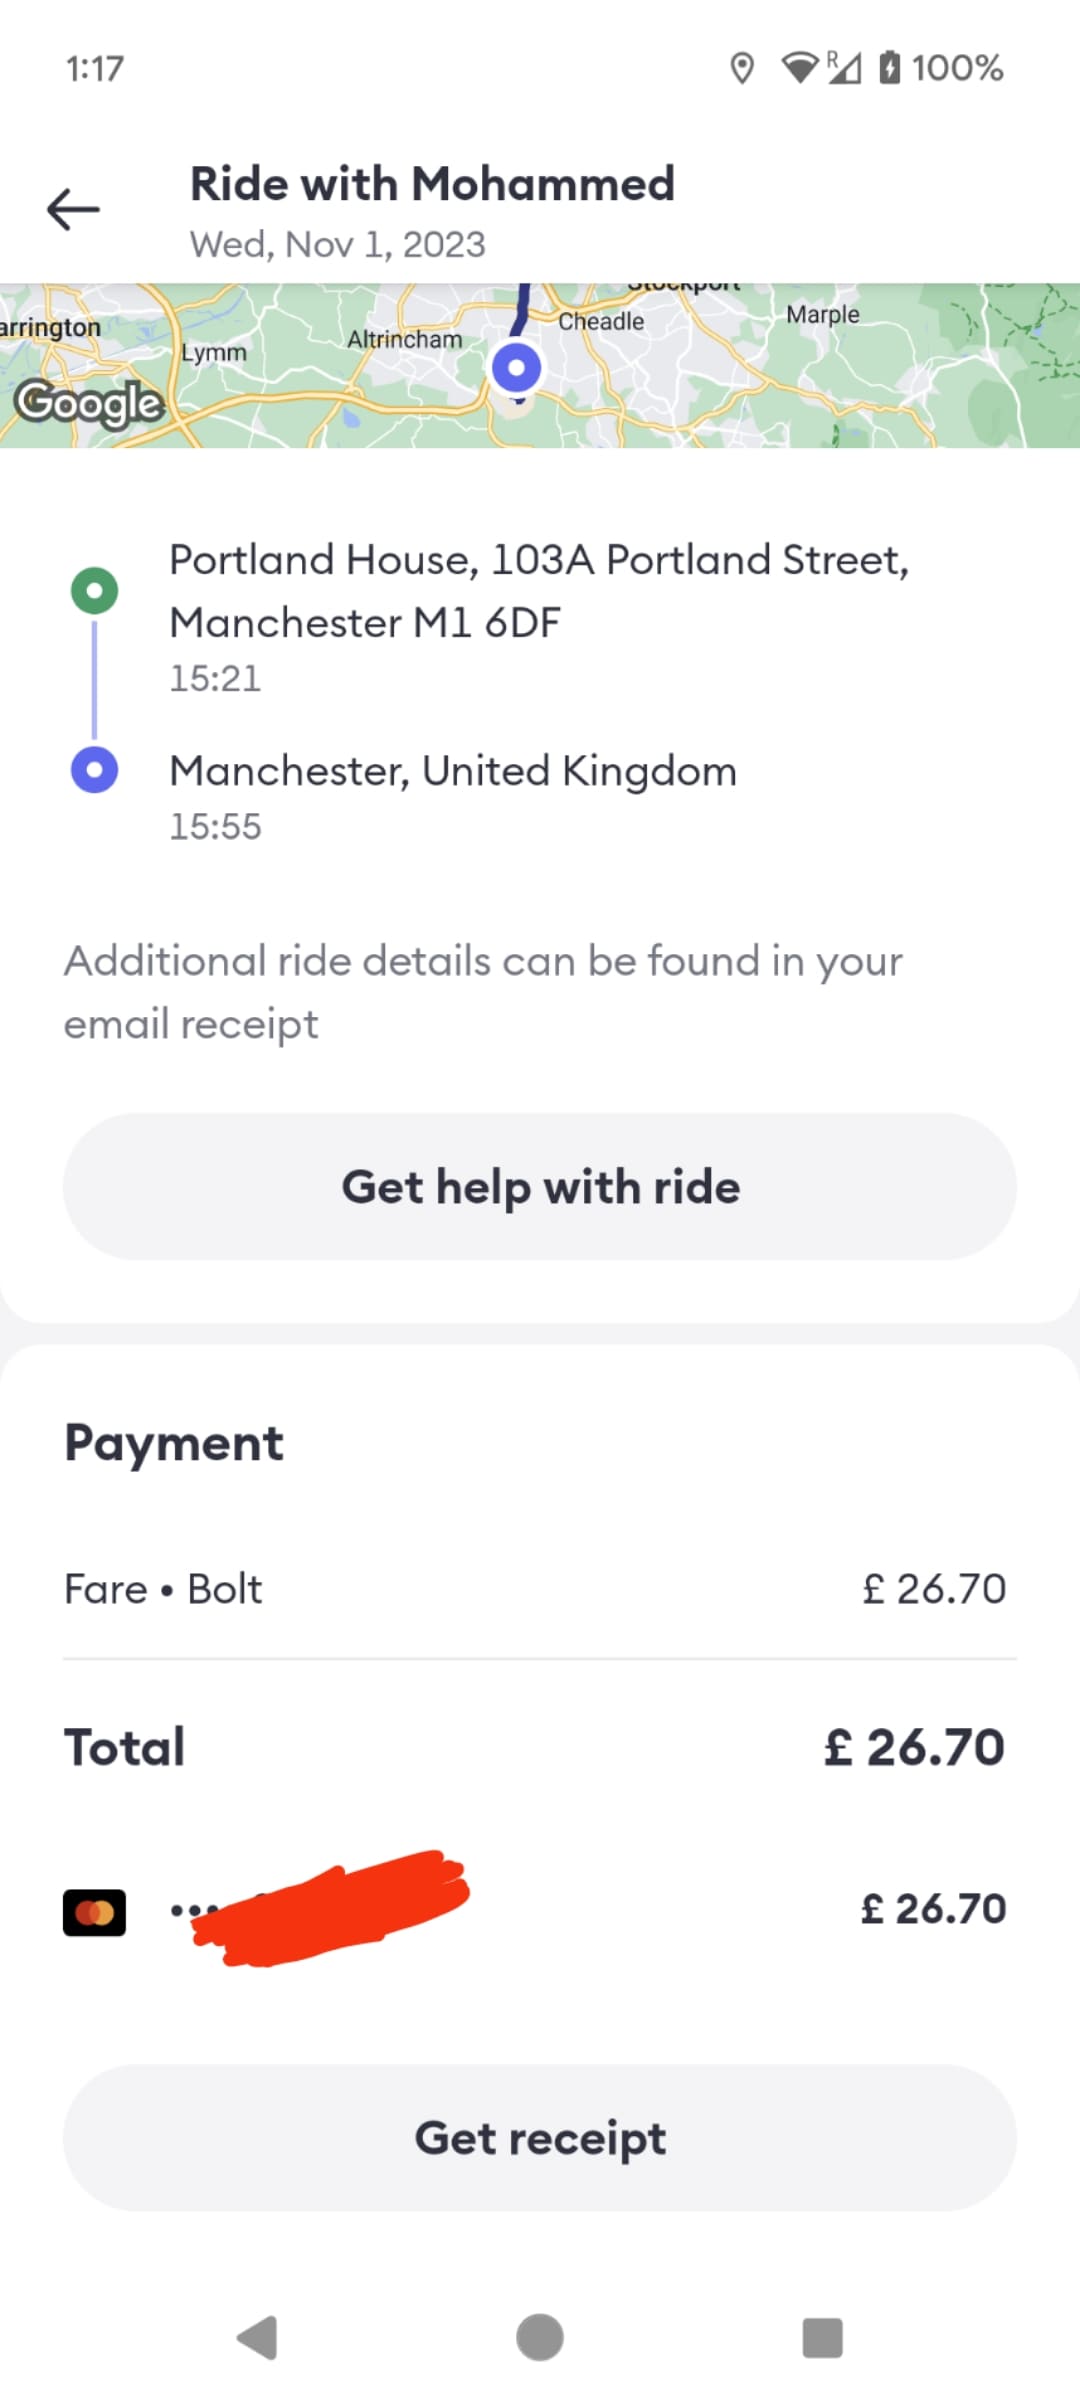 1:17
R
100%
Ride with Mohammed
Wed, Nov 1, 2023
Stockport
arrington
Lymm
Altrincham
Cheadle
Marple
Google
Portland House, 103A Portland Street,
Manchester M1 6DF
15:21
Manchester, United Kingdom
15:55
Additional ride details can be found in your
email receipt
Get help with ride
Payment
Fare • Bolt
£ 26.70
Total
£ 26.70
£ 26.70
Get receipt